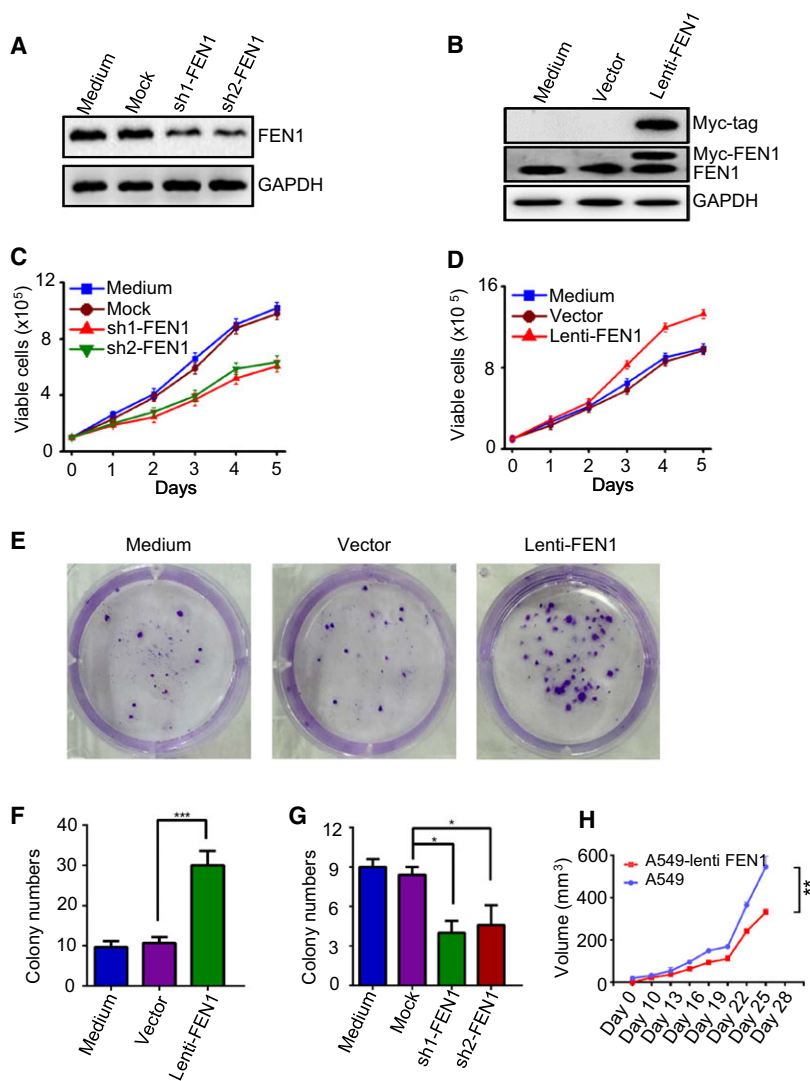 A
Medium
Mock
sh1-FEN1
sh2-FEN1
FEN1
GAPDH
B
Medium
Vector
Lenti-FEN1
Myc-tag
Myc-FEN1
FEN1
GAPDH
C
Viable cells (x10⁵)
12
8
4
0
Medium
Mock
sh1-FEN1
sh2-FEN1
0 1 2 3 4 5
Days
D
Viable cells (x10 ⁵)
16
8
0
Medium
Vector
Lenti-FEN1
0 1 2 3 4 5
Days
E
Medium
Vector
Lenti-FEN1
F
Colony numbers
40
30
20
10
0
***
Medium
Vector
Lenti-FEN1
G
Colony numbers
12
9
6
3
0
*
*
Medium
Mock
sh1-FEN1
sh2-FEN1
H
Volume (mm³)
600
400
200
0
A549-lenti FEN1
A549
**
Day 0
Day 10
Day 13
Day 16
Day 19
Day 22
Day 25
Day 28